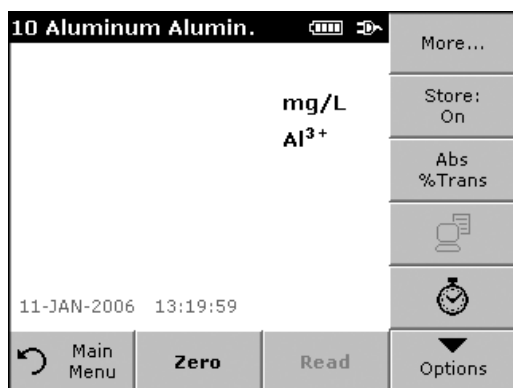 10 Aluminum Alumin.
More...
mg/L
Al³⁺
Store:
On
Abs
%Trans
11-JAN-2006 13:19:59
Main
Menu
Zero
Read
Options